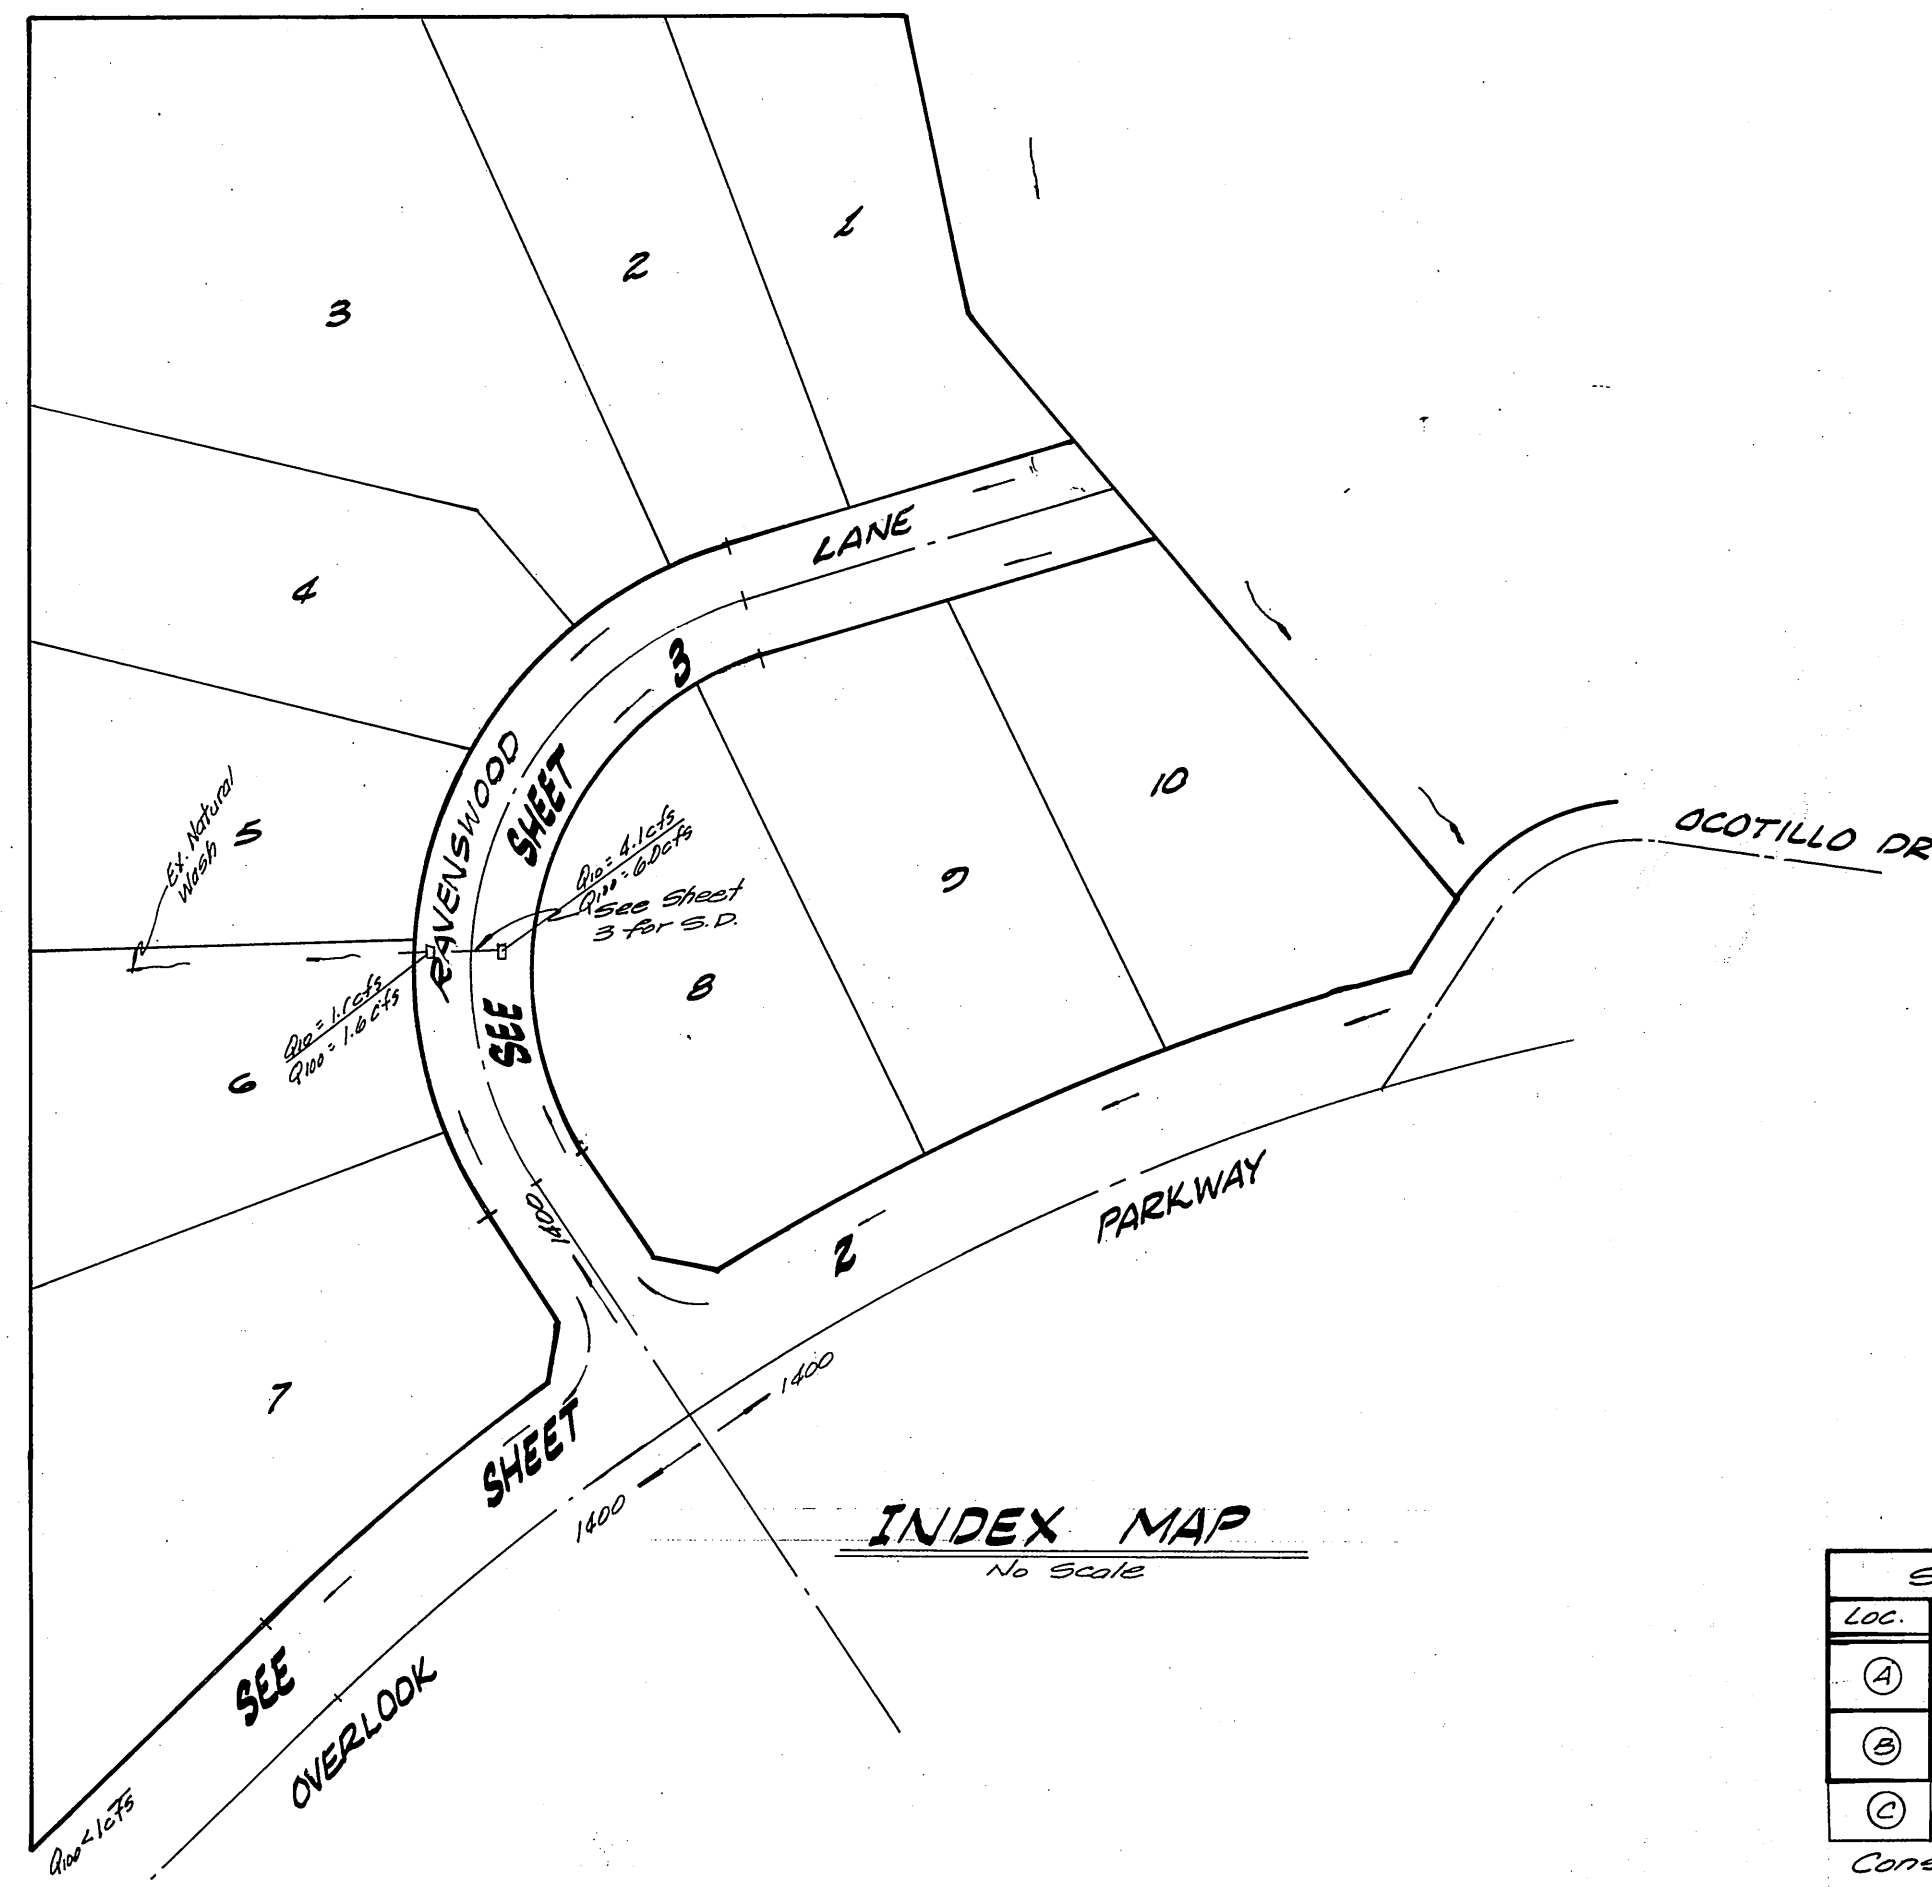 1
2
3
4
LANE
3
RAVENSWOOD
SHEET
SEE
10
OCOTILLO DR
Ex. Natural
Wash
5
Q10 = 4.1cfs
Q100 = 6.0cfs
See Sheet
3 for S.D.
9
8
Q10 = 1.1cfs
Q100 = 1.6cfs
6
1400
PARKWAY
2
7
1400
SHEET
1400
INDEX MAP
No Scale
SEE
OVERLOOK
Q100 < 1cfs
LOC.
A
B
C